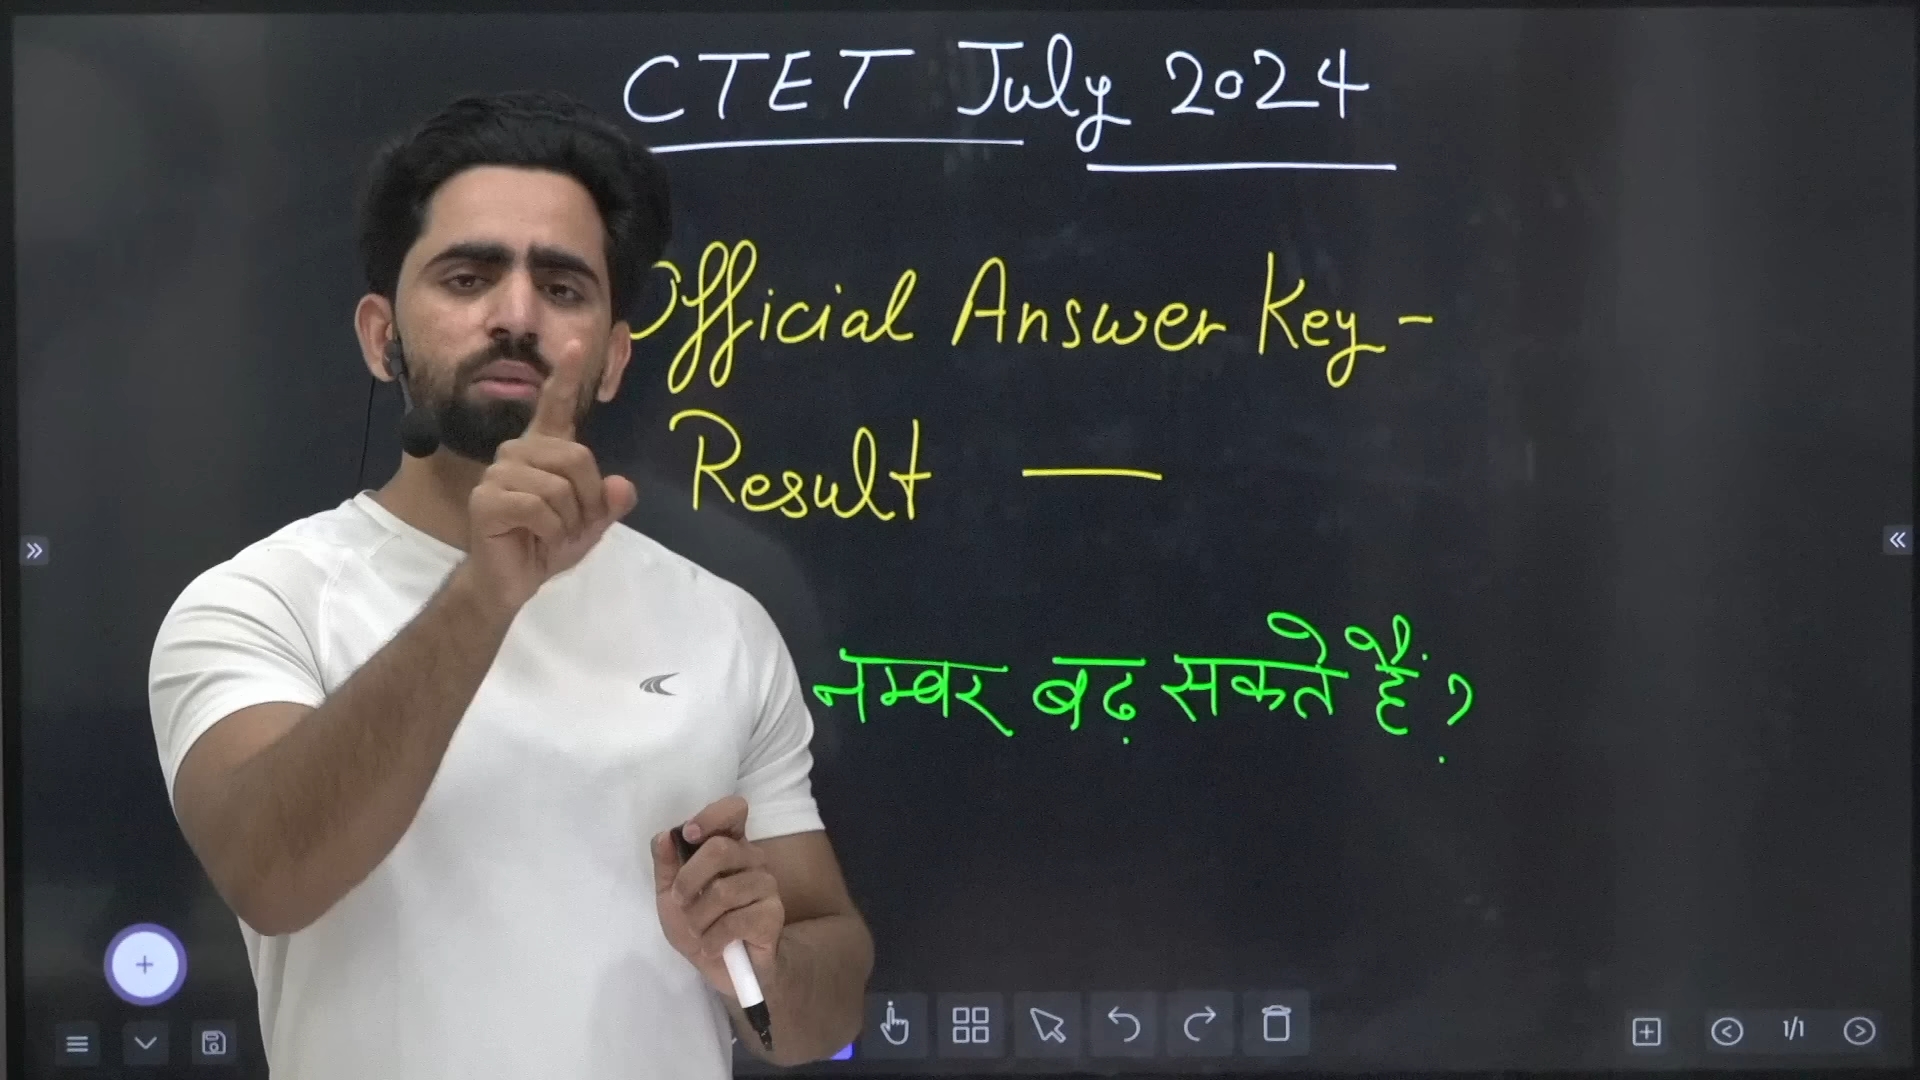 CTET July 2024
Official Answer Key -
Result —
नम्बर बढ़ सकते हैं?
1/1